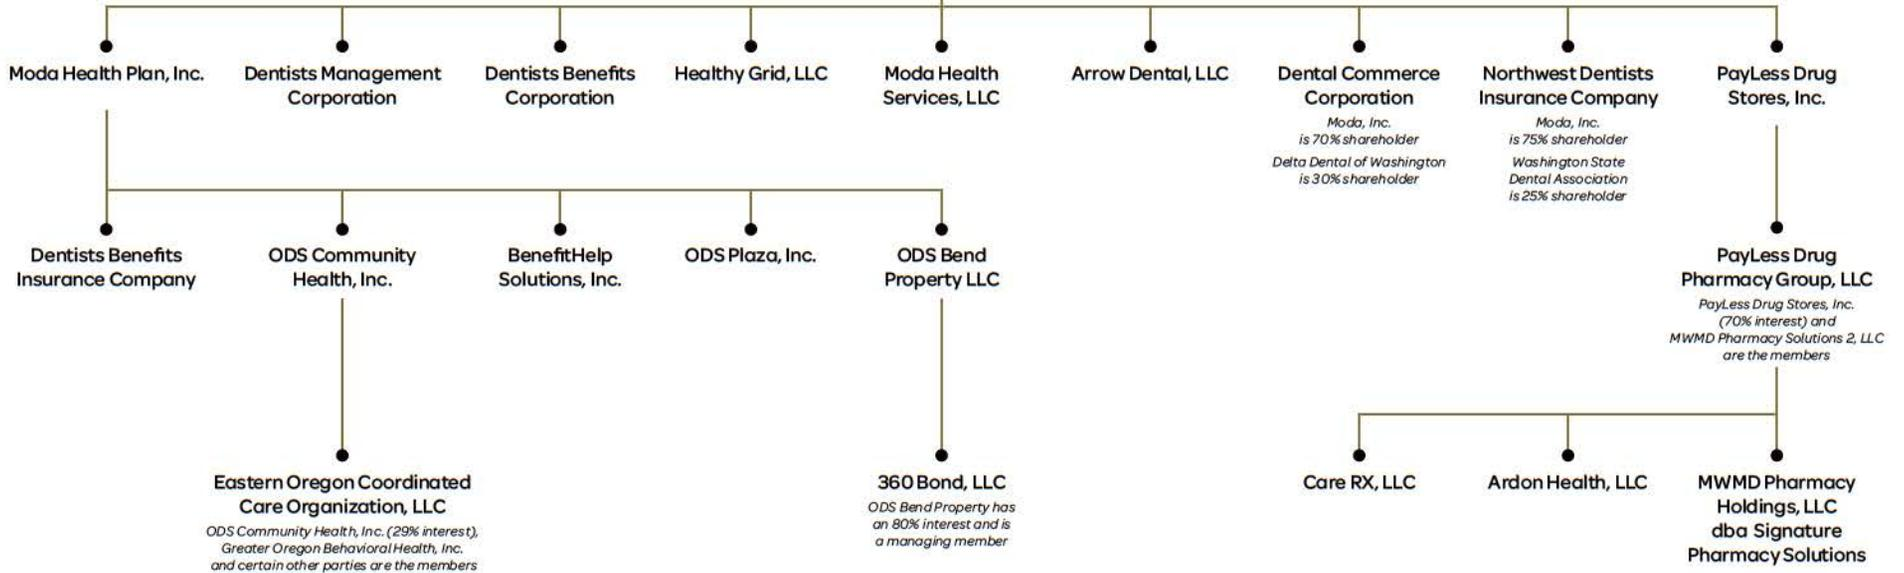 Moda Health Plan, Inc.
Dentists Management
Corporation
Dentists Benefits
Corporation
Healthy Grid, LLC
Moda Health
Services, LLC
Arrow Dental, LLC
Dental Commerce
Corporation
Moda, Inc.
is 70% shareholder
Delta Dental of Washington
is 30% shareholder
Northwest Dentists
Insurance Company
Moda, Inc.
is 75% shareholder
Washington State
Dental Association
is 25% shareholder
PayLess Drug
Stores, Inc.
Dentists Benefits
Insurance Company
ODS Community
Health, Inc.
BenefitHelp
Solutions, Inc.
ODS Plaza, Inc.
ODS Bend
Property LLC
PayLess Drug
Pharmacy Group, LLC
PayLess Drug Stores, Inc.
(70% interest) and
MWMD Pharmacy Solutions 2, LLC
are the members
Eastern Oregon Coordinated
Care Organization, LLC
ODS Community Health, Inc. (29% interest),
Greater Oregon Behavioral Health, Inc.
and certain other parties are the members
360 Bond, LLC
ODS Bend Property has
an 80% interest and is
a managing member
Care RX, LLC
Ardon Health, LLC
MWMD Pharmacy
Holdings, LLC
dba Signature
Pharmacy Solutions